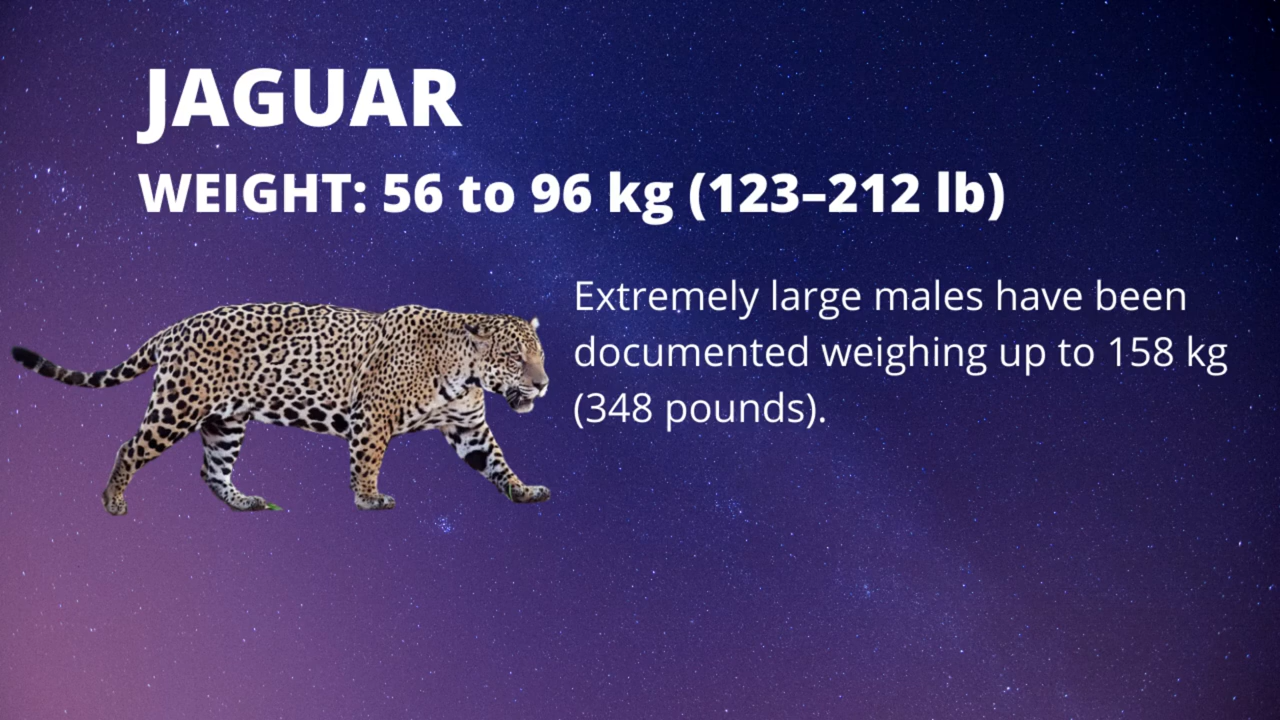 JAGUAR
WEIGHT: 56 to 96 kg (123–212 lb)
Extremely large males have been
documented weighing up to 158 kg
(348 pounds).